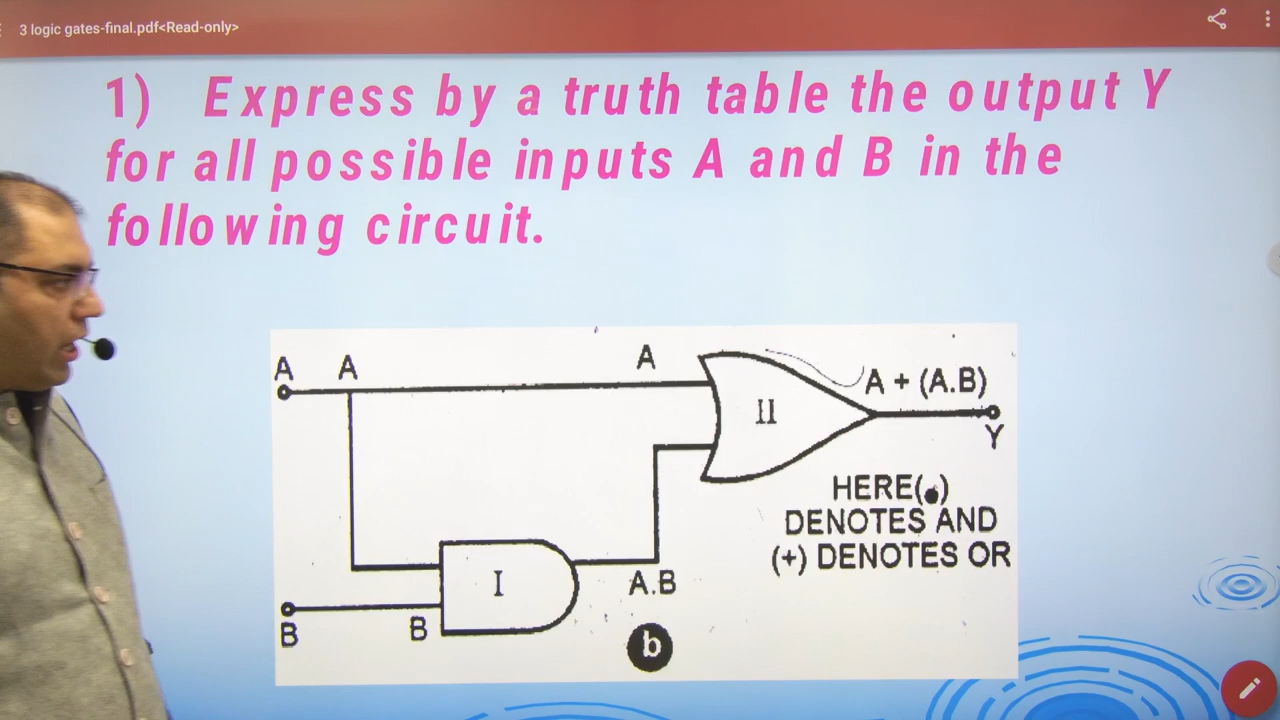 3 logic gates-final.pdf<Read-only>
1) Express by a truth table the output Y
for all possible inputs A and B in the
following circuit.
A A A
II
A + (A.B)
Y
HERE(.)
DENOTES AND
(+) DENOTES OR
I
A.B
B B
b